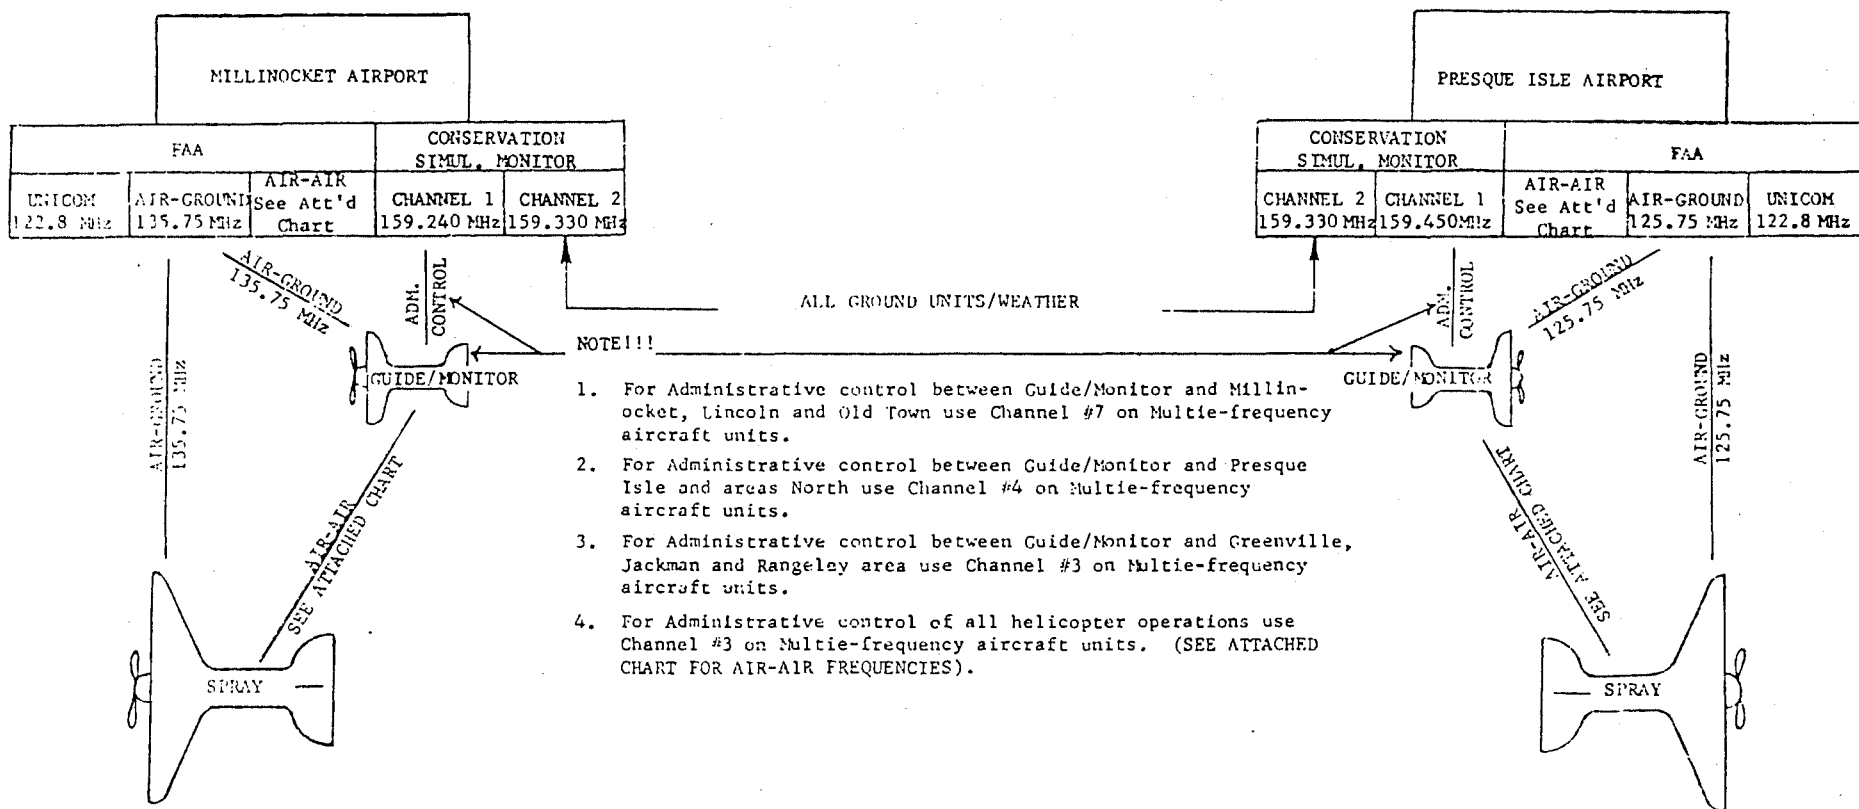 MILLINOCKET AIRPORT
FAA
CONSERVATION
SIMUL. MONITOR
UNICOM
122.8 MHz
AIR-GROUND
135.75 MHz
AIR-AIR
See Att'd
Chart
CHANNEL 1
159.240 MHz
CHANNEL 2
159.330 MHz
PRESQUE ISLE AIRPORT
CONSERVATION
SIMUL. MONITOR
FAA
CHANNEL 2
159.330 MHz
CHANNEL 1
159.450MHz
AIR-AIR
See Att'd
Chart
AIR-GROUND
125.75 MHz
UNICOM
122.8 MHz
AIR-GROUND
135.75 MHz
ADM.
CONTROL
ALL GROUND UNITS/WEATHER
ADM.
CONTROL
AIR-GROUND
125.75 MHz
NOTE!!!
GUIDE/MONITOR
GUIDE/MONITOR
AIR-GROUND
135.75 MHz
AIR-GROUND
125.75 MHz
1. For Administrative control between Guide/Monitor and Millin-
ocket, Lincoln and Old Town use Channel #7 on Multie-frequency
aircraft units.
2. For Administrative control between Guide/Monitor and Presque
Isle and areas North use Channel #4 on Multie-frequency
aircraft units.
3. For Administrative control between Guide/Monitor and Greenville,
Jackman and Rangeley area use Channel #3 on Multie-frequency
aircraft units.
4. For Administrative control of all helicopter operations use
Channel #3 on Multie-frequency aircraft units. (SEE ATTACHED
CHART FOR AIR-AIR FREQUENCIES).
AIR-AIR
SEE ATTACHED CHART
AIR-AIR
SEE ATTACHED CHART
SPRAY
SPRAY